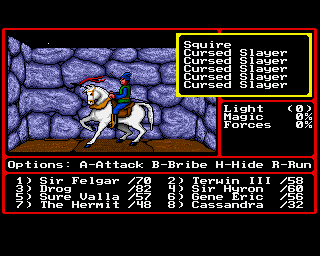 Squire
Cursed Slayer
Cursed Slayer
Cursed Slayer
Cursed Slayer
Cursed Slayer
Light (0)
Magic 0%
Forces 0%
Options: A-Attack B-Bribe H-Hide R-Run
1) Sir Felgar /70 2) Terwin III /58
3) Drog /82 4) Sir Hyron /60
5) Sure Valla /57 6) Gene Eric /56
7) The Hermit /48 8) Cassandra /32